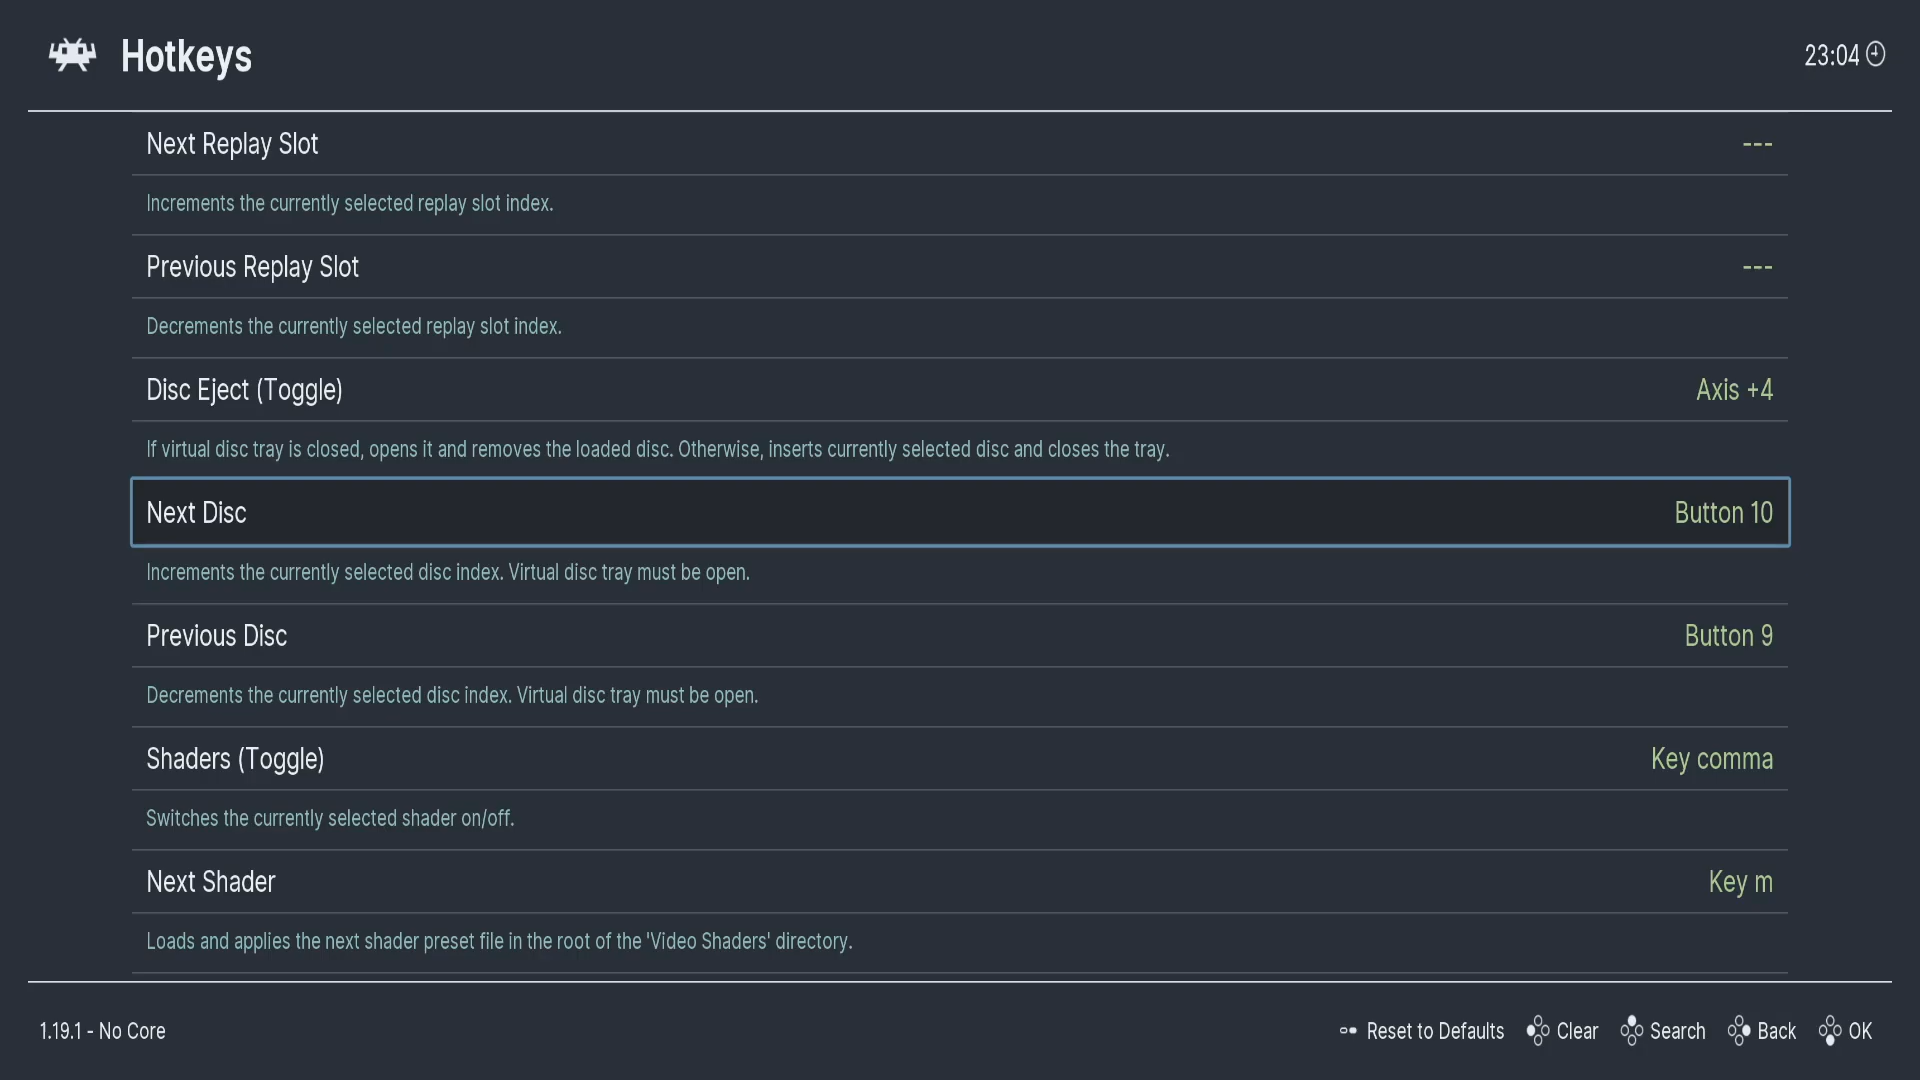 Hotkeys
23:04
Next Replay Slot ---
Increments the currently selected replay slot index.
Previous Replay Slot ---
Decrements the currently selected replay slot index.
Disc Eject (Toggle) Axis +4
If virtual disc tray is closed, opens it and removes the loaded disc. Otherwise, inserts currently selected disc and closes the tray.
Next Disc Button 10
Increments the currently selected disc index. Virtual disc tray must be open.
Previous Disc Button 9
Decrements the currently selected disc index. Virtual disc tray must be open.
Shaders (Toggle) Key comma
Switches the currently selected shader on/off.
Next Shader Key m
Loads and applies the next shader preset file in the root of the 'Video Shaders' directory.
1.19.1 - No Core
Reset to Defaults Clear Search Back OK